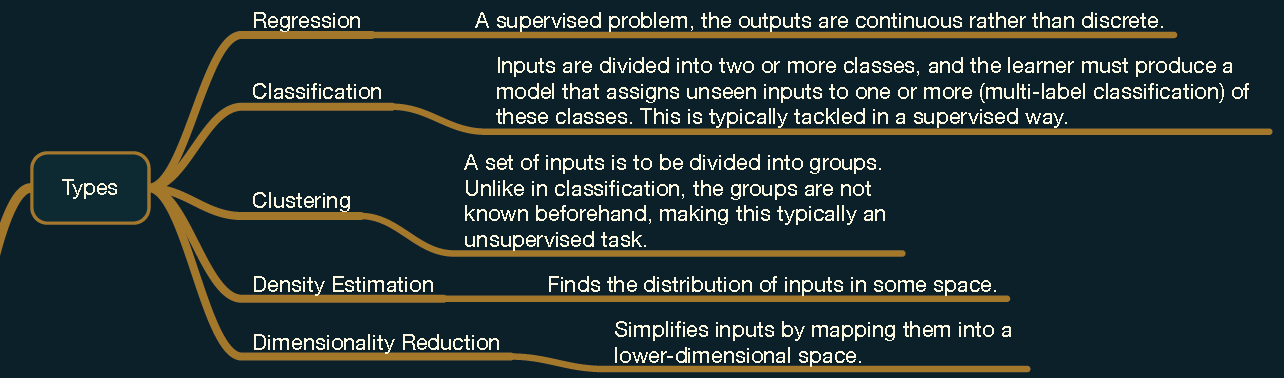 Regression
A supervised problem, the outputs are continuous rather than discrete.
Classification
Inputs are divided into two or more classes, and the learner must produce a
model that assigns unseen inputs to one or more (multi-label classification) of
these classes. This is typically tackled in a supervised way.
Types
Clustering
A set of inputs is to be divided into groups.
Unlike in classification, the groups are not
known beforehand, making this typically an
unsupervised task.
Density Estimation
Finds the distribution of inputs in some space.
Dimensionality Reduction
Simplifies inputs by mapping them into a
lower-dimensional space.